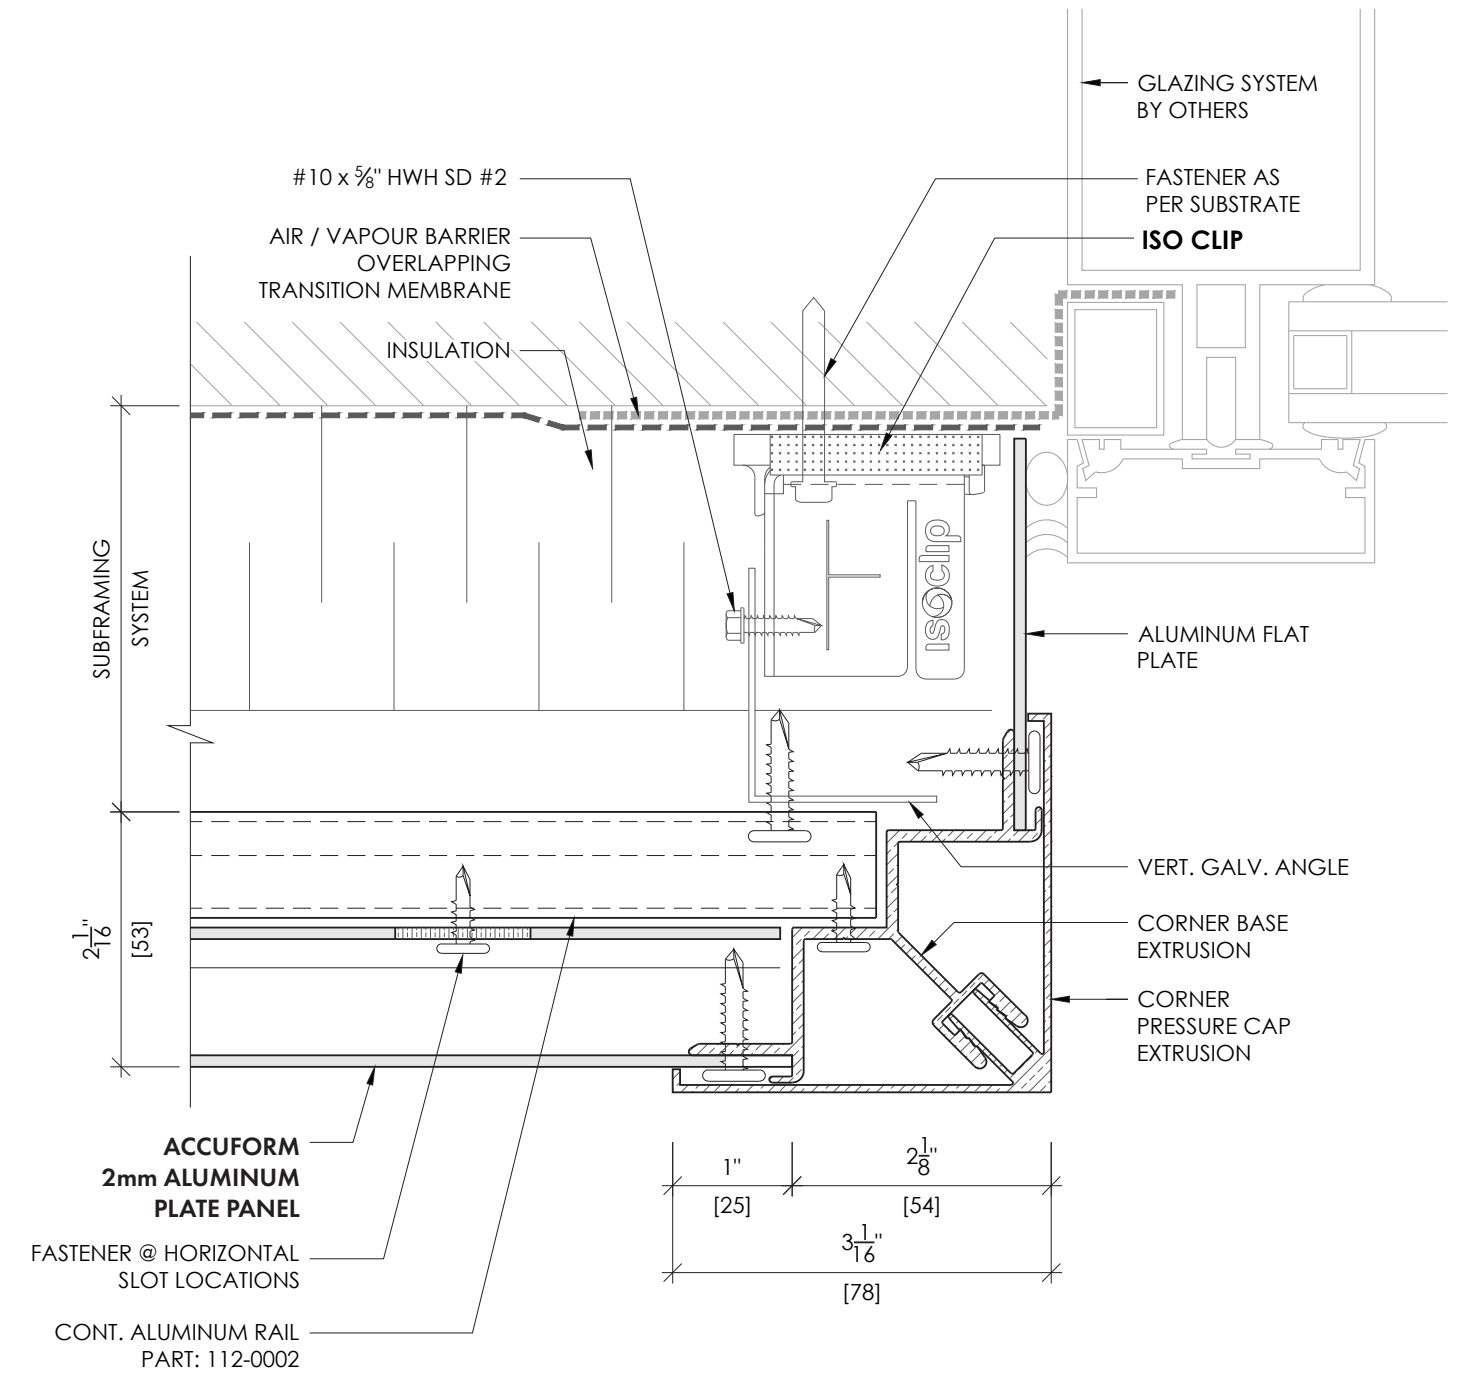 GLAZING SYSTEM
BY OTHERS
#10 x 5⁄8" HWH SD #2
FASTENER AS
PER SUBSTRATE
ISO CLIP
AIR / VAPOUR BARRIER
OVERLAPPING
TRANSITION MEMBRANE
INSULATION
SUBFRAMING
SYSTEM
ISOclip
ALUMINUM FLAT
PLATE
VERT. GALV. ANGLE
CORNER BASE
EXTRUSION
CORNER
PRESSURE CAP
EXTRUSION
2 1/16"
[53]
ACCUFORM
2mm ALUMINUM
PLATE PANEL
1"
[25]
2 1/8"
[54]
3 1/16"
[78]
FASTENER @ HORIZONTAL
SLOT LOCATIONS
CONT. ALUMINUM RAIL
PART: 112-0002